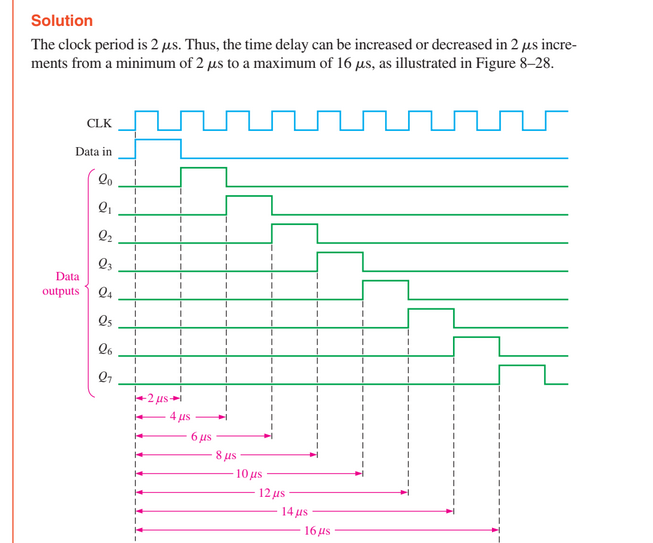 Solution
The clock period is 2 μs. Thus, the time delay can be increased or decreased in 2 μs incre-
ments from a minimum of 2 μs to a maximum of 16 μs, as illustrated in Figure 8–28.
CLK
Data in
Q0
Q1
Q2
Q3
Data
outputs
Q4
Q5
Q6
Q7
2 μs
4 μs
6 μs
8 μs
10 μs
12 μs
14 μs
16 μs